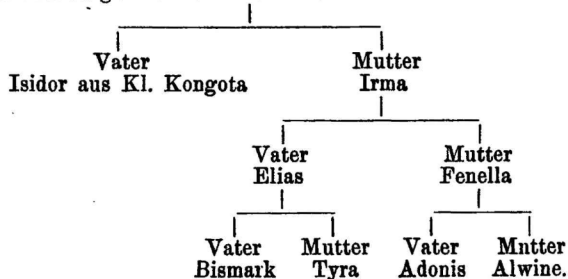 Vater Mutter
Isidor aus Kl. Kongota Irma
Vater Mutter
Elias Fenella
Vater Mutter Vater Mntter
Bismark Tyra Adonis Alwine.